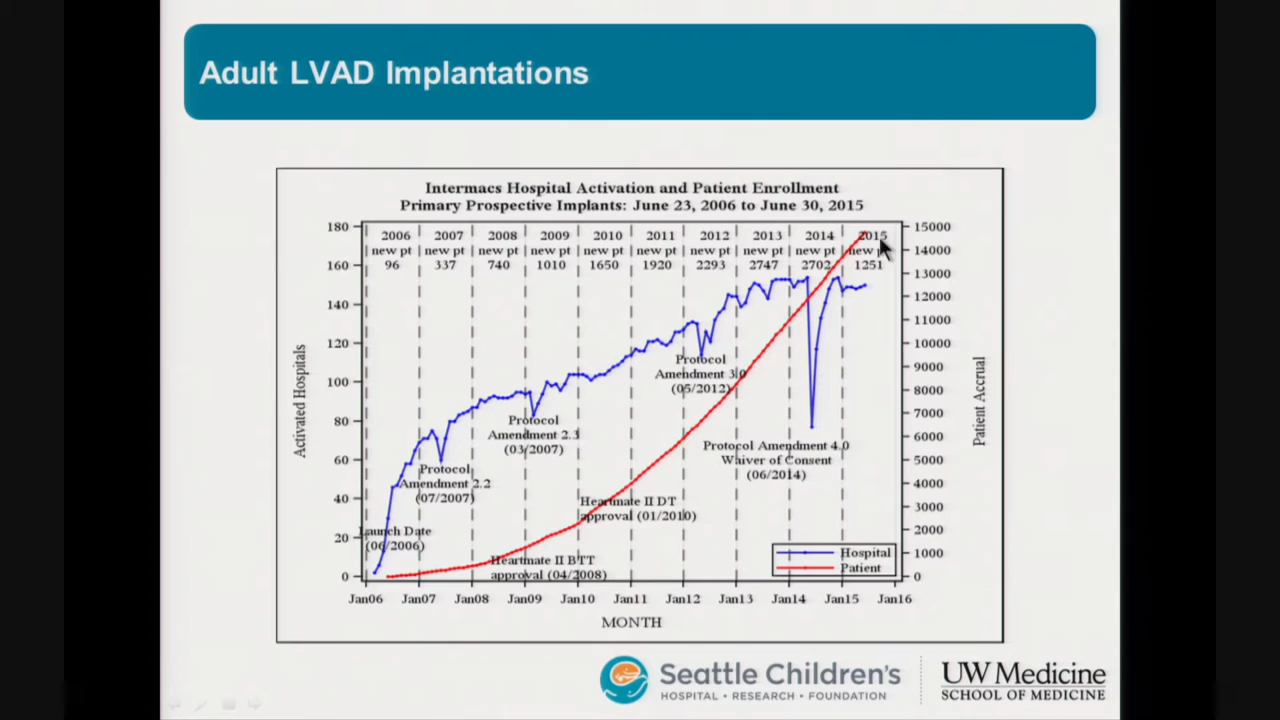 Adult LVAD Implantations
Intermacs Hospital Activation and Patient Enrollment
Primary Prospective Implants: June 23, 2006 to June 30, 2015
180 2006 2007 2008 2009 2010 2011 2012 2013 2014 2015 15000
new pt new pt new pt new pt new pt new pt new pt new pt new pt new pt 14000
160 96 337 740 1010 1650 1920 2293 2747 2702 1251 13000
140 12000
11000
120 10000
Protocol
Amendment 3.0
(05/2012)
9000
100 8000
80 7000
Protocol
Amendment 2.3
(03/2007)
6000
Protocol Amendment 4.0
Waiver of Consent
(06/2014)
60 5000
Protocol
Amendment 2.2
(07/2007)
4000
40 3000
Heartmate II DT
approval (01/2010)
Launch Date
(06/2006)
20 2000
1000
Heartmate II BTT
approval (04/2008)
0 0
Activated Hospitals
Patient Accrual
Hospital
Patient
Jan06 Jan07 Jan08 Jan09 Jan10 Jan11 Jan12 Jan13 Jan14 Jan15 Jan16
MONTH
Seattle Children's
HOSPITAL • RESEARCH • FOUNDATION
UW Medicine
SCHOOL OF MEDICINE